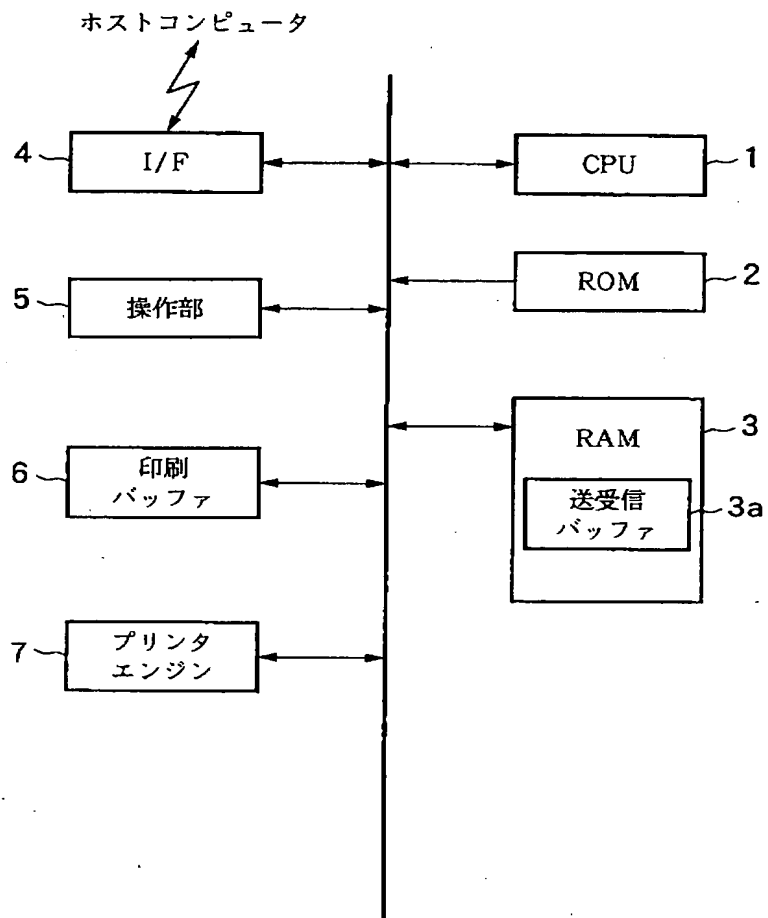 ホストコンピュータ
4
I/F
CPU
1
5
操作部
ROM
2
6
印刷
バッファ
RAM
3
送受信
バッファ
3a
7
プリンタ
エンジン